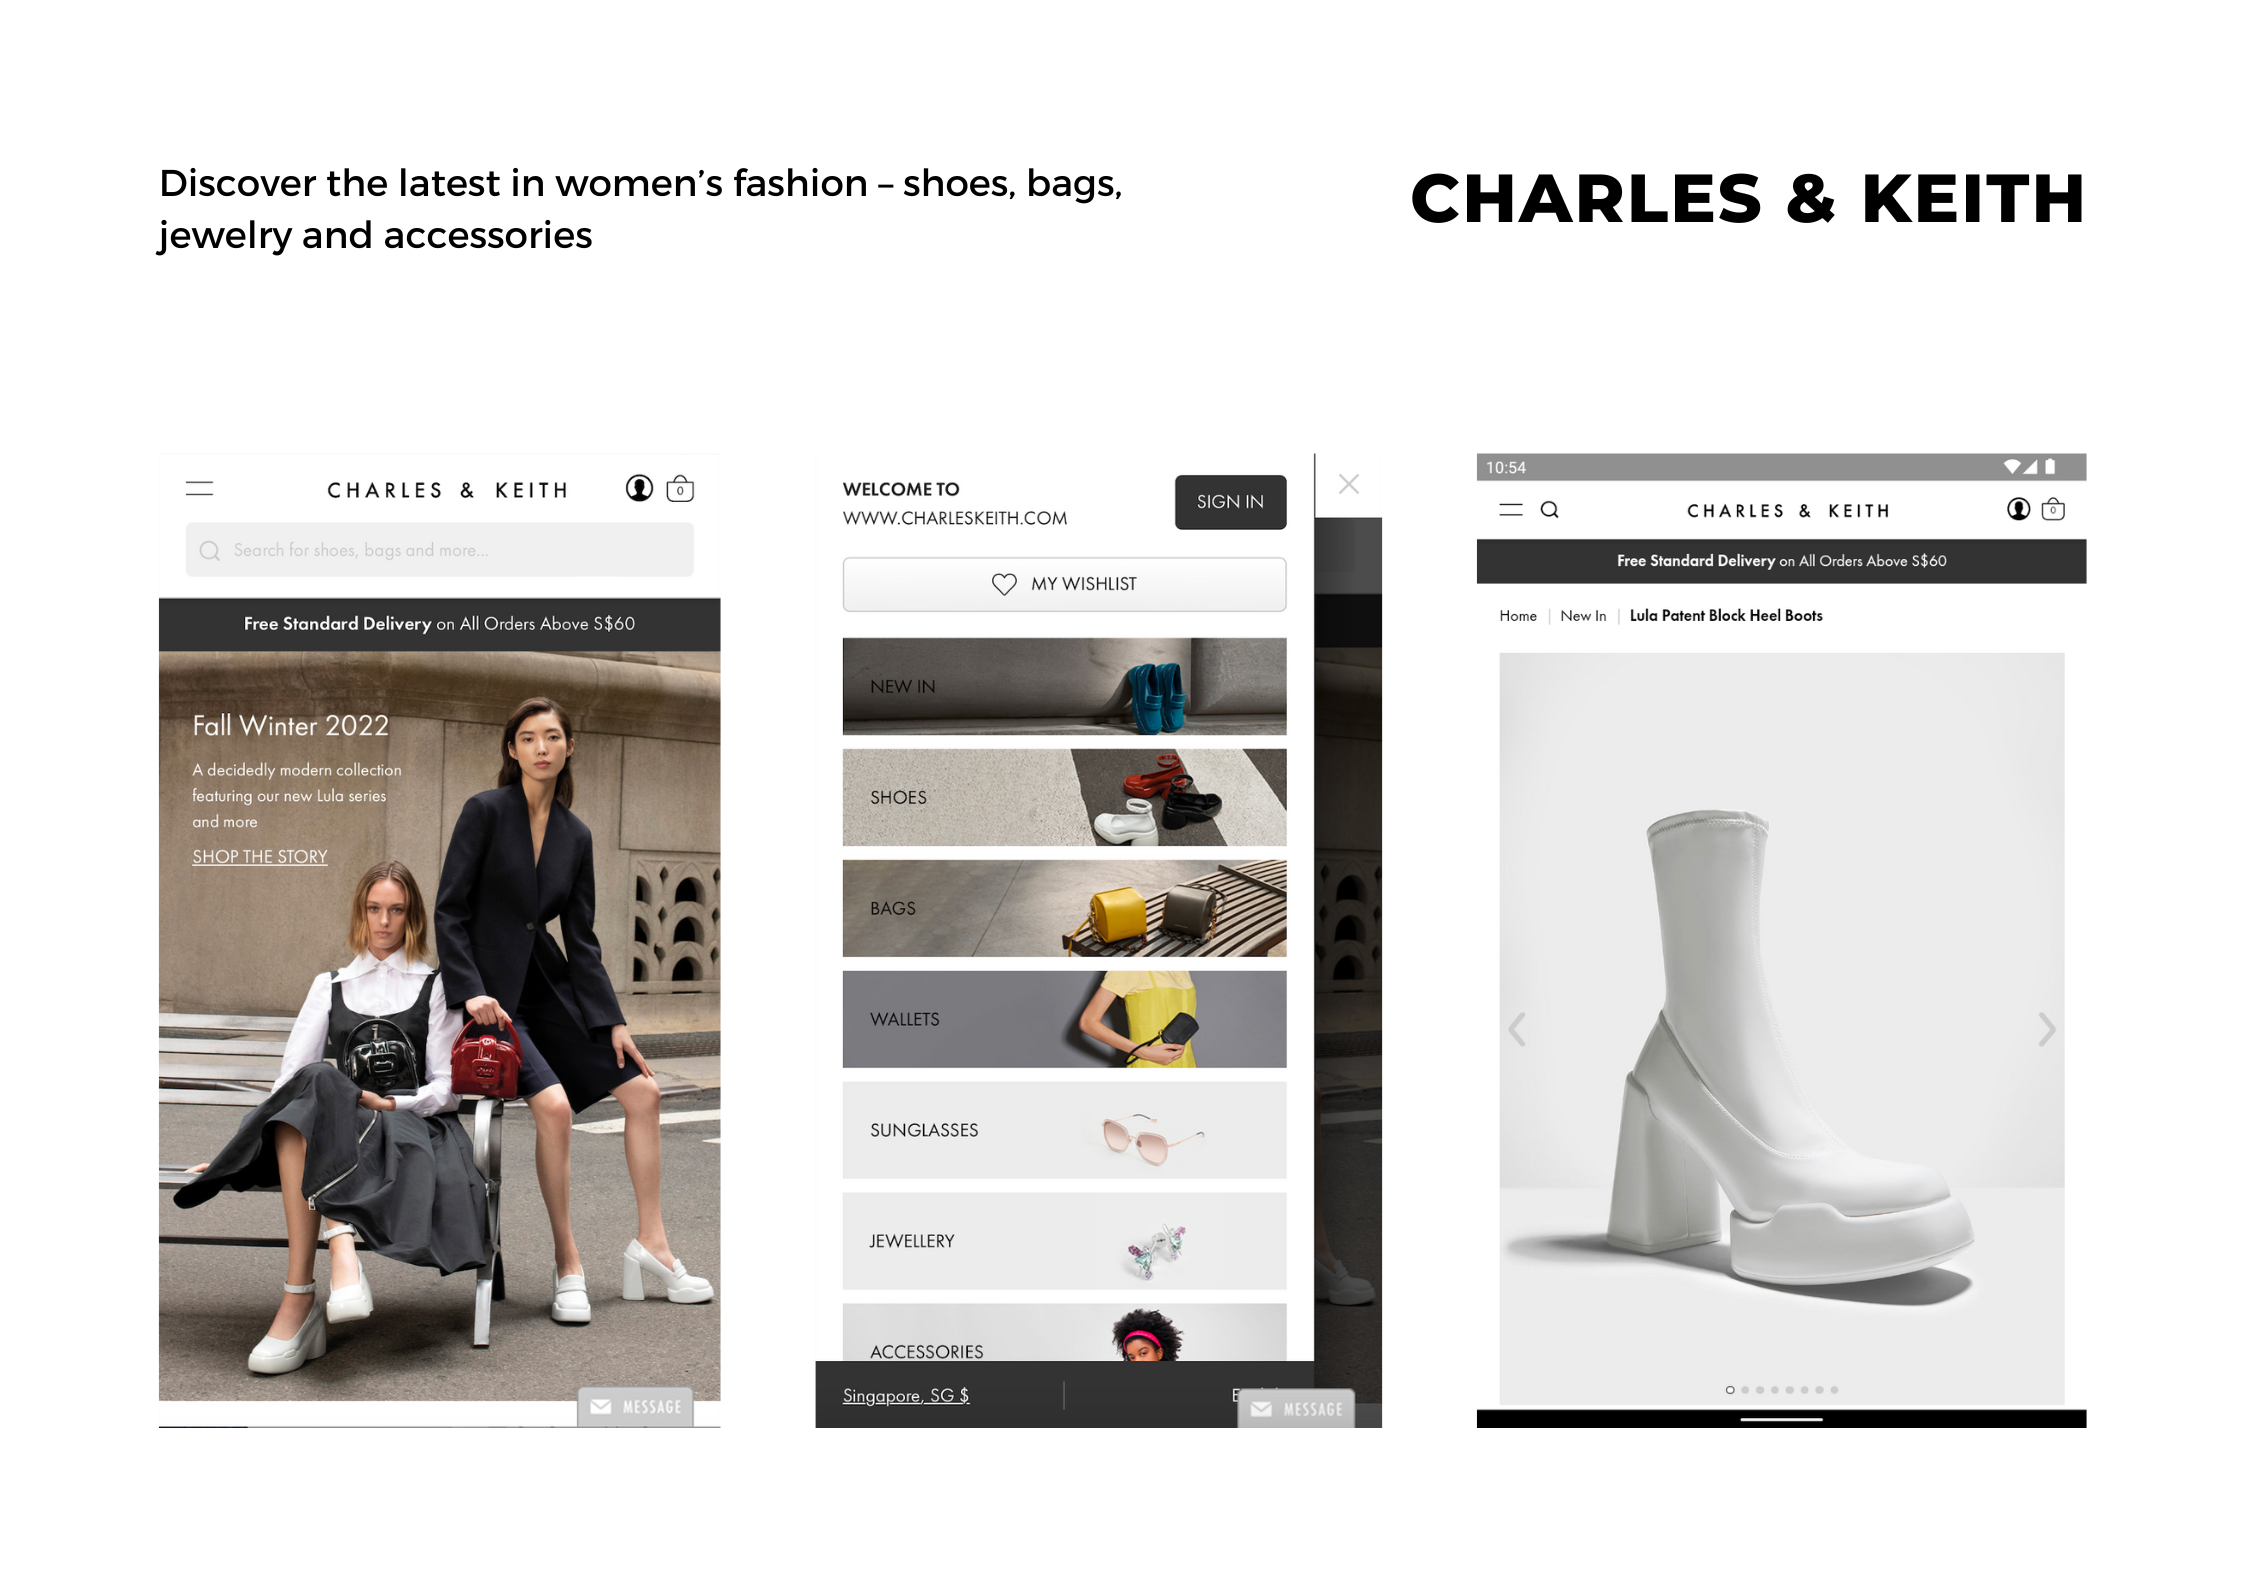 Discover the latest in women’s fashion – shoes, bags,
jewelry and accessories
CHARLES & KEITH
CHARLES & KEITH
0
Search for shoes, bags and more...
Free Standard Delivery on All Orders Above S$60
Fall Winter 2022
A decidedly modern collection
featuring our new Lula series
and more
SHOP THE STORY
MESSAGE
WELCOME TO
WWW.CHARLESKEITH.COM
SIGN IN
MY WISHLIST
NEW IN
SHOES
BAGS
WALLETS
SUNGLASSES
JEWELLERY
ACCESSORIES
Singapore, SG $
MESSAGE
10:54
CHARLES & KEITH
0
Free Standard Delivery on All Orders Above S$60
Home | New In | Lula Patent Block Heel Boots